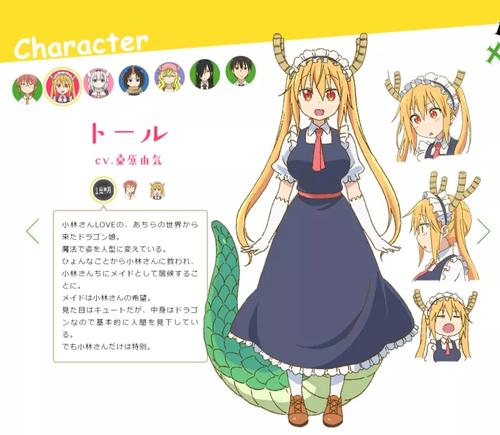 Character
トール
cv.桑原由気
説明
小林さんLOVEの、あちらの世界から
来たドラゴン娘。
魔法で姿を人型に変えている。
ひょんなことから小林さんに救われ、
小林さんちにメイドとして居候するこ
とに。
メイドは小林さんの希望。
見た目はキュートだが、中身はドラゴ
ンなので基本的に人間を見下してい
る。
でも小林さんだけは特別。